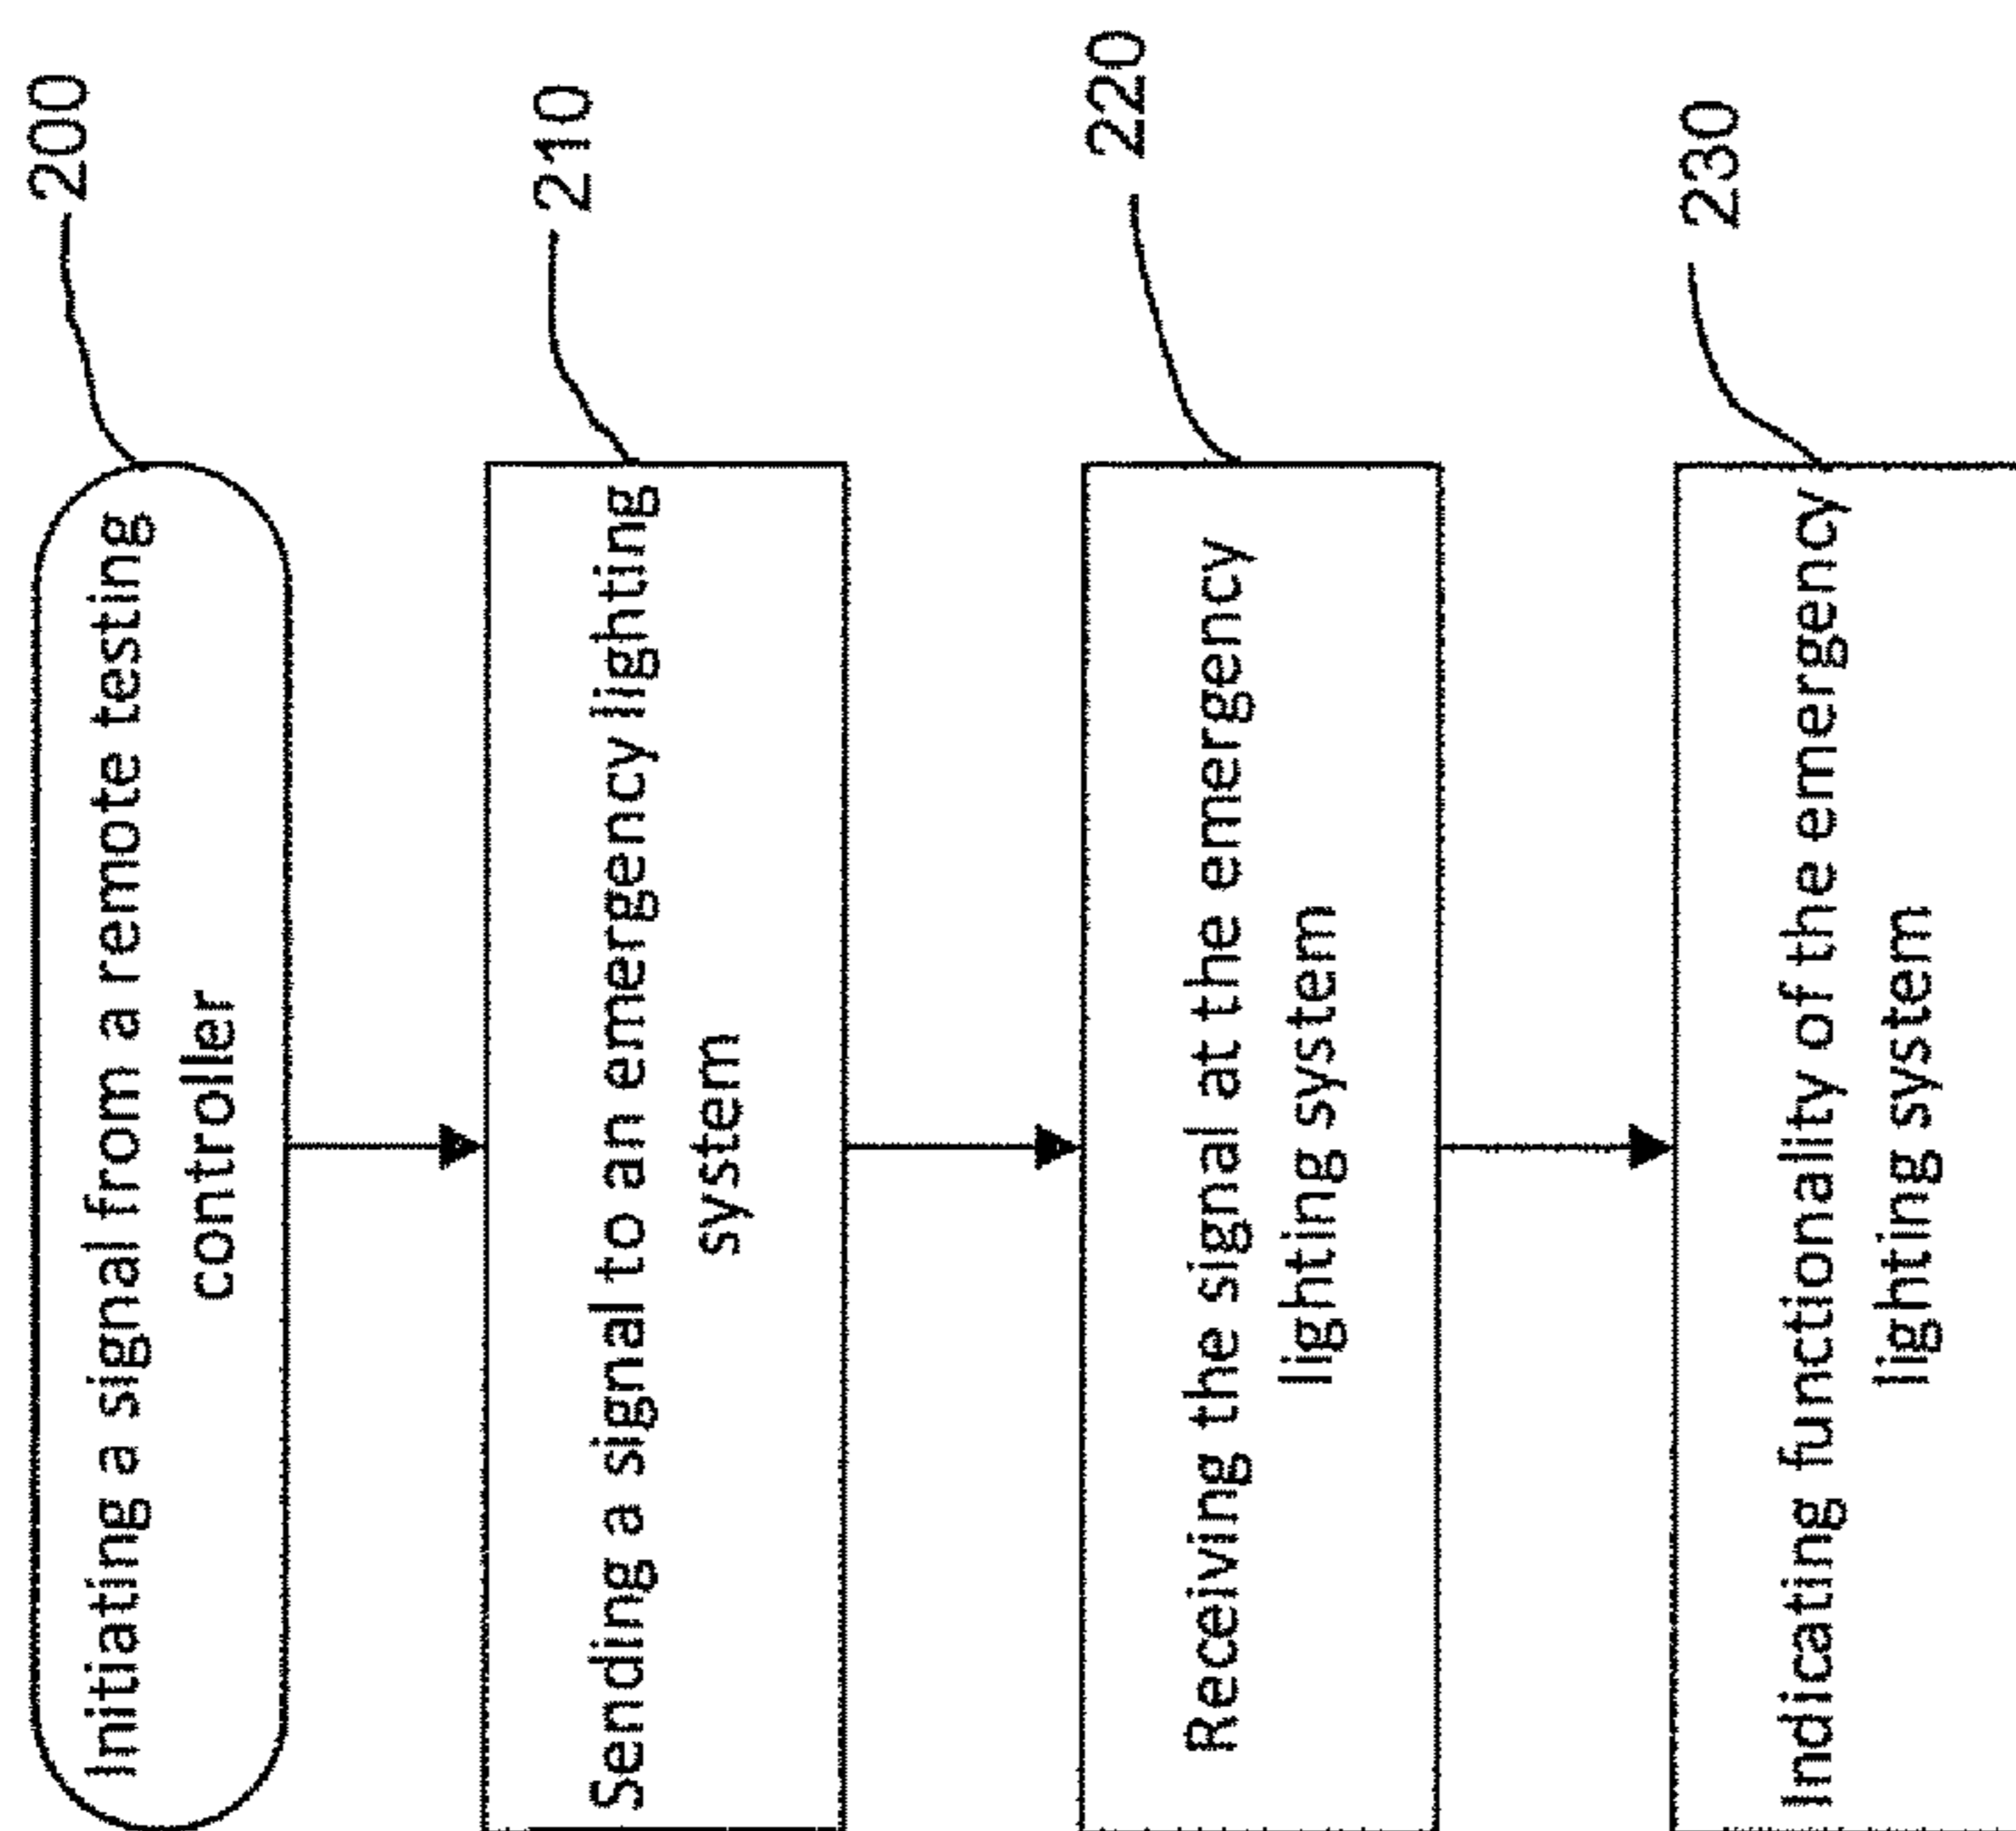 Initiating a signal from a remote testing
controller
200
Sending a signal to an emergency lighting
system
210
Receiving the signal at the emergency
lighting system
220
Indicating functionality of the emergency
lighting system
230